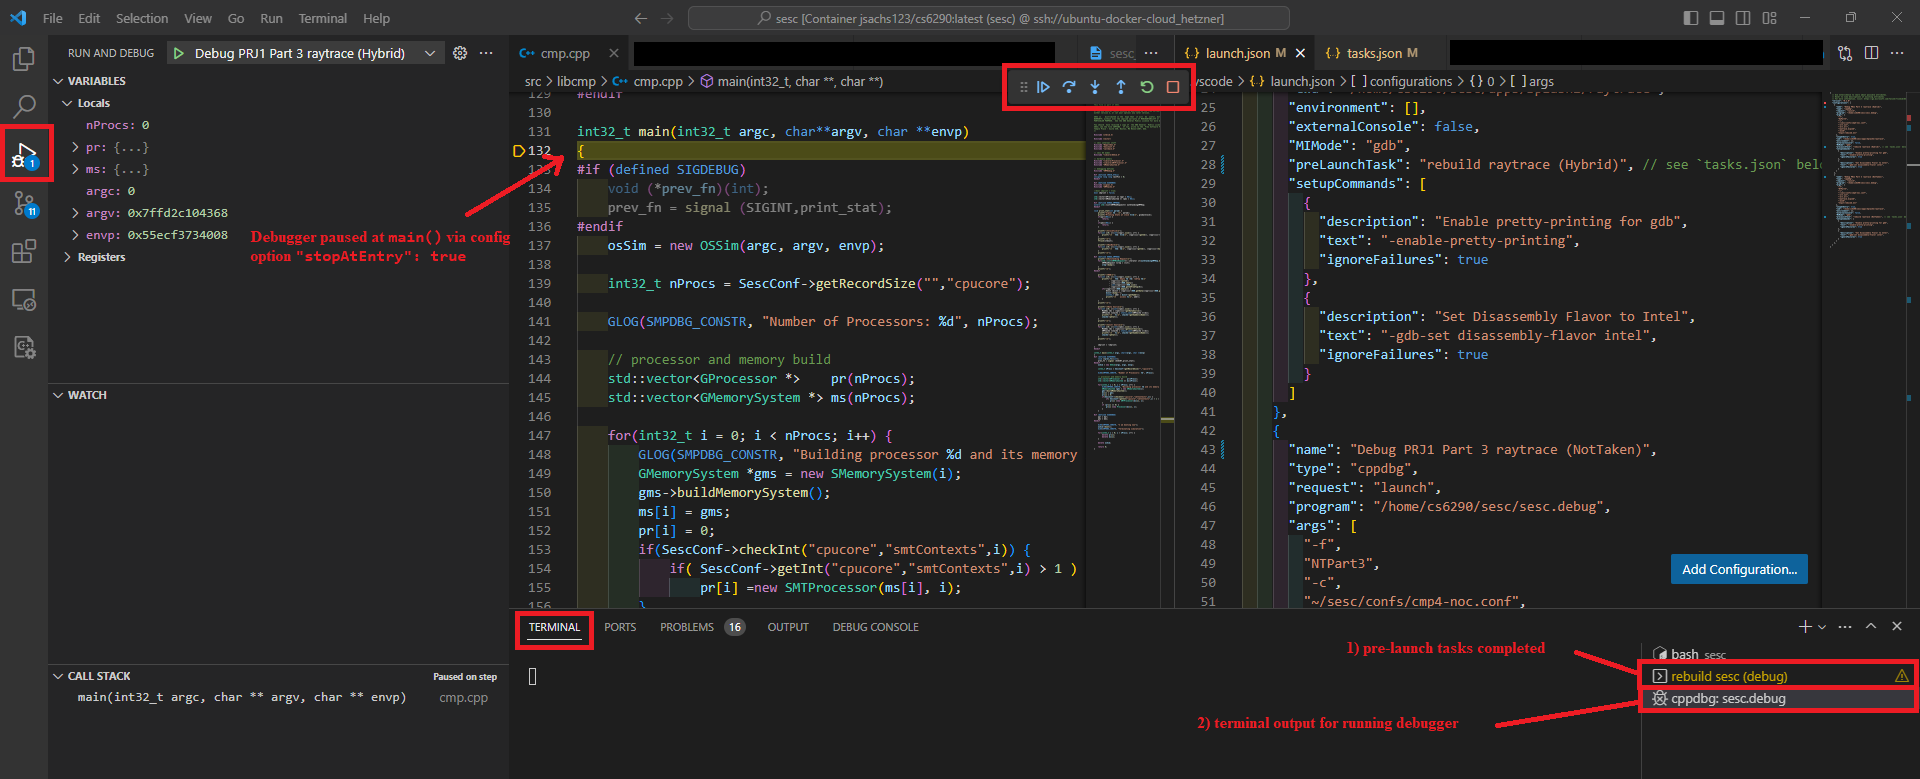 File Edit Selection View Go Run Terminal Help
sesc [Container jsachs123/cs6290:latest (sesc) @ ssh://ubuntu-docker-cloud_hetzner]
RUN AND DEBUG
Debug PRJ1 Part 3 raytrace (Hybrid)
VARIABLES
Locals
nProcs: 0
pr: {...}
ms: {...}
argc: 0
argv: 0x7ffd2c104368
envp: 0x55ecf3734008
Registers
1
11
WATCH
CALL STACK
Paused on step
main(int32_t argc, char ** argv, char ** envp)
cmp.cpp
cmp.cpp
sesc
src > libcmp > cmp.cpp > main(int32_t, char **, char **)
129 #endif
130
131 int32_t main(int32_t argc, char**argv, char **envp)
132 {
133 #if (defined SIGDEBUG)
134 void (*prev_fn)(int);
135 prev_fn = signal (SIGINT,print_stat);
136 #endif
137 osSim = new OSSim(argc, argv, envp);
138
139 int32_t nProcs = SescConf->getRecordSize("","cpucore");
140
141 GLOG(SMPDBG_CONSTR, "Number of Processors: %d", nProcs);
142
143 // processor and memory build
144 std::vector<GProcessor *> pr(nProcs);
145 std::vector<GMemorySystem *> ms(nProcs);
146
147 for(int32_t i = 0; i < nProcs; i++) {
148 GLOG(SMPDBG_CONSTR, "Building processor %d and its memory
149 GMemorySystem *gms = new SMemorySystem(i);
150 gms->buildMemorySystem();
151 ms[i] = gms;
152 pr[i] = 0;
153 if(SescConf->checkInt("cpucore","smtContexts",i)) {
154 if( SescConf->getInt("cpucore","smtContexts",i) > 1 )
155 pr[i] =new SMTProcessor(ms[i], i);
156 }
Debugger paused at main() via config
option "stopAtEntry": true
launch.json M
tasks.json M
vscode > launch.json > [ ] configurations > { } 0 > [ ] args
25 "environment": [],
26 "externalConsole": false,
27 "MIMode": "gdb",
28 "preLaunchTask": "rebuild raytrace (Hybrid)", // see `tasks.json` belo
29 "setupCommands": [
30 {
31 "description": "Enable pretty-printing for gdb",
32 "text": "-enable-pretty-printing",
33 "ignoreFailures": true
34 },
35 {
36 "description": "Set Disassembly Flavor to Intel",
37 "text": "-gdb-set disassembly-flavor intel",
38 "ignoreFailures": true
39 }
40 ]
41 },
42 {
43 "name": "Debug PRJ1 Part 3 raytrace (NotTaken)",
44 "type": "cppdbg",
45 "request": "launch",
46 "program": "/home/cs6290/sesc/sesc.debug",
47 "args": [
48 "-f",
49 "NTPart3",
50 "-c",
51 "~/sesc/confs/cmp4-noc.conf",
Add Configuration...
TERMINAL PORTS PROBLEMS 16 OUTPUT DEBUG CONSOLE
1) pre-launch tasks completed
2) terminal output for running debugger
bash sesc
rebuild sesc (debug)
cppdbg: sesc.debug